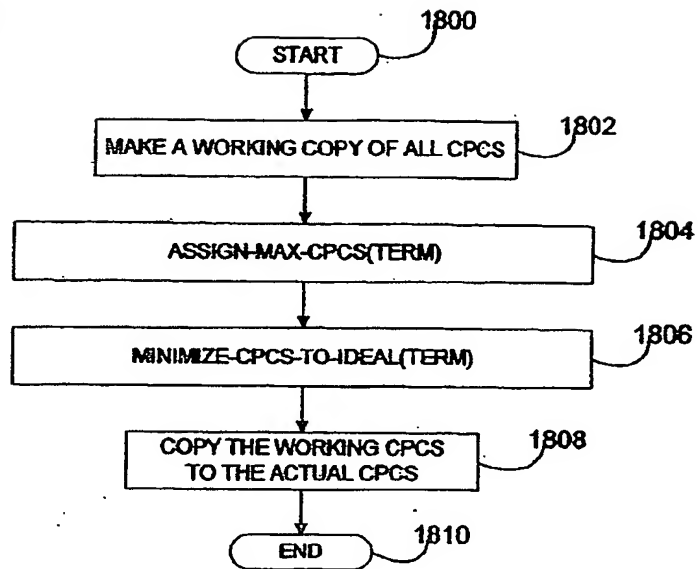 1800
START
1802
MAKE A WORKING COPY OF ALL CPCS
1804
ASSIGN-MAX-CPCS(TERM)
1806
MINIMIZE-CPCS-TO-IDEAL(TERM)
1808
COPY THE WORKING CPCS
TO THE ACTUAL CPCS
1810
END